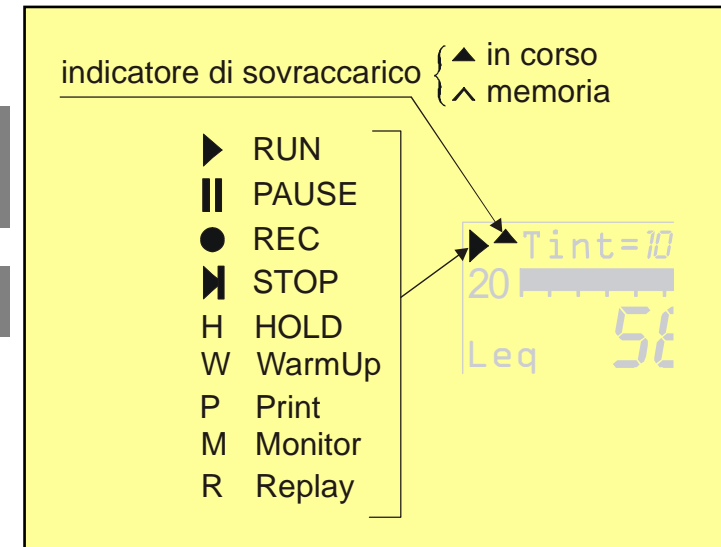 indicatore di sovraccarico
in corso
memoria
RUN
PAUSE
REC
STOP
H HOLD
W WarmUp
P Print
M Monitor
R Replay
Tint=10
20
Leq